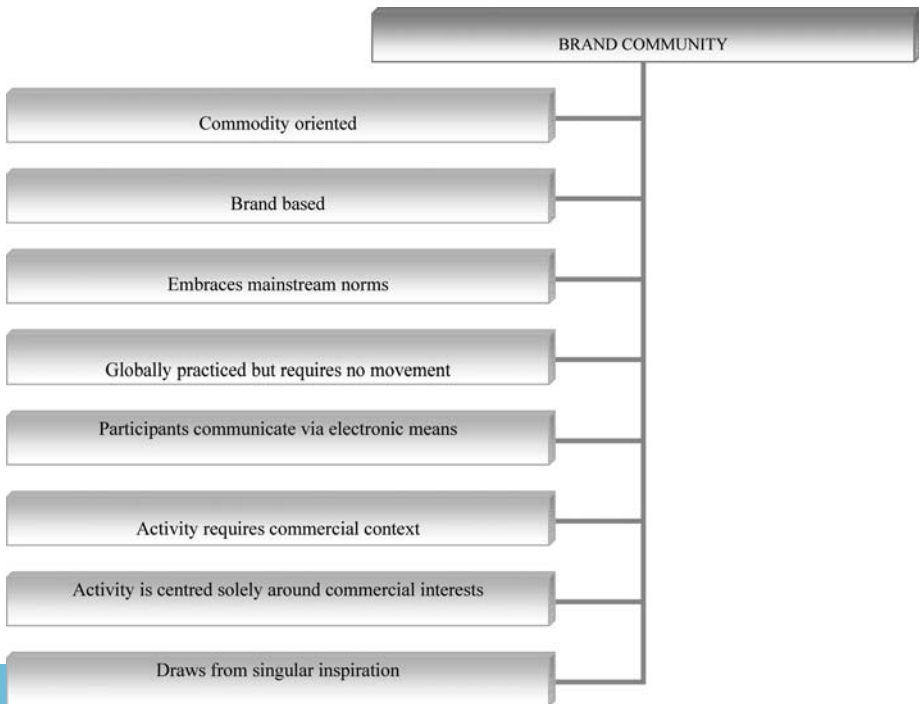 BRAND COMMUNITY
Commodity oriented
Brand based
Embraces mainstream norms
Globally practiced but requires no movement
Participants communicate via electronic means
Activity requires commercial context
Activity is centred solely around commercial interests
Draws from singular inspiration